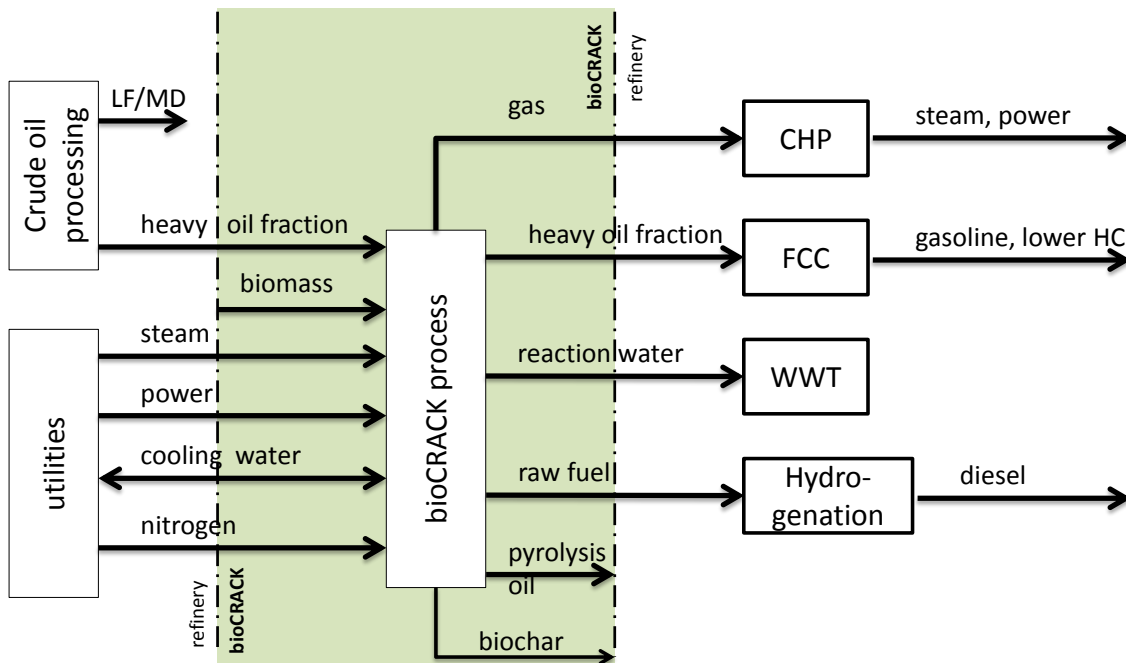 LF/MD
Crude oil
processing
heavy oil fraction
biomass
steam
power
cooling water
nitrogen
utilities
refinery
bioCRACK
bioCRACK process
bioCRACK
refinery
gas
CHP
steam, power
heavy oil fraction
FCC
gasoline, lower HC
reaction water
WWT
raw fuel
Hydro-
genation
diesel
pyrolysis
oil
biochar